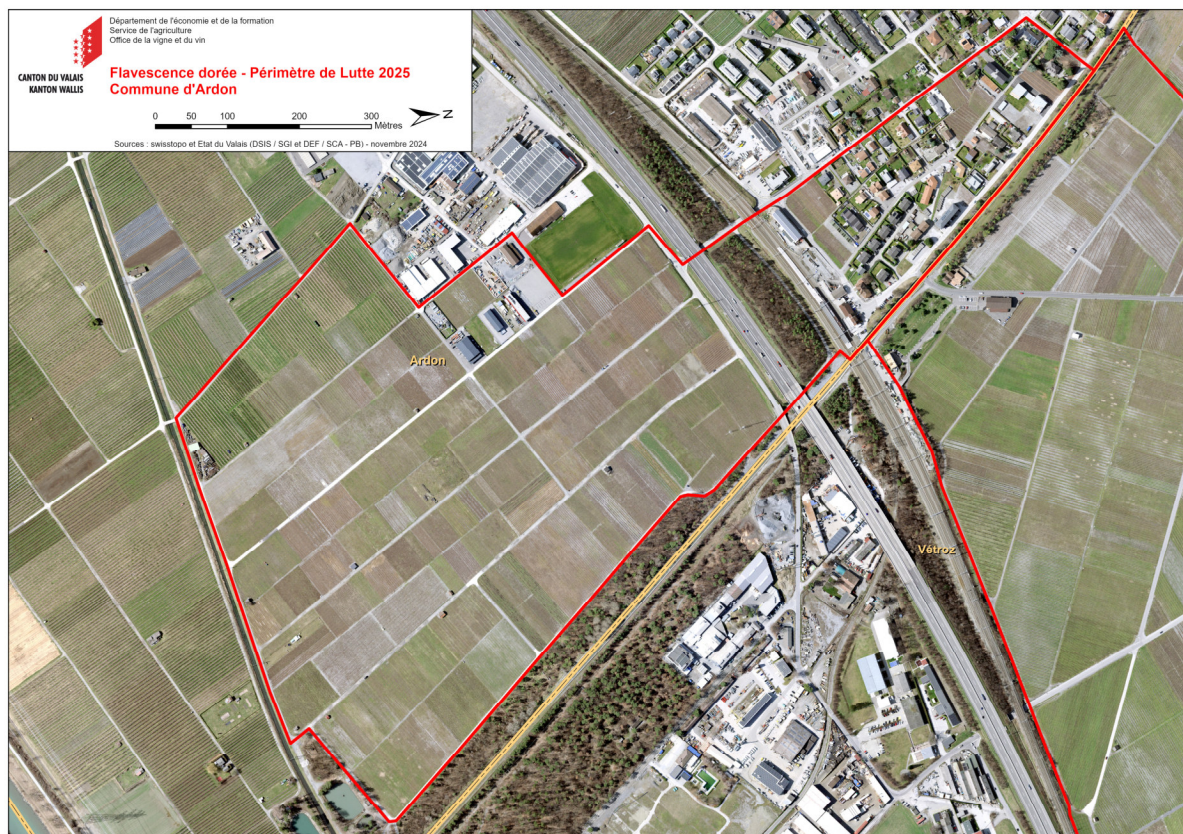 Département de l'économie et de la formation
Service de l'agriculture
Office de la vigne et du vin
CANTON DU VALAIS
KANTON WALLIS
Flavescence dorée - Périmètre de Lutte 2025
Commune d'Ardon
0 50 100 200 300
Mètres
N
Sources : swisstopo et Etat du Valais (DSIS / SGI et DEF / SCA - PB) - novembre 2024
Ardon
Vétroz